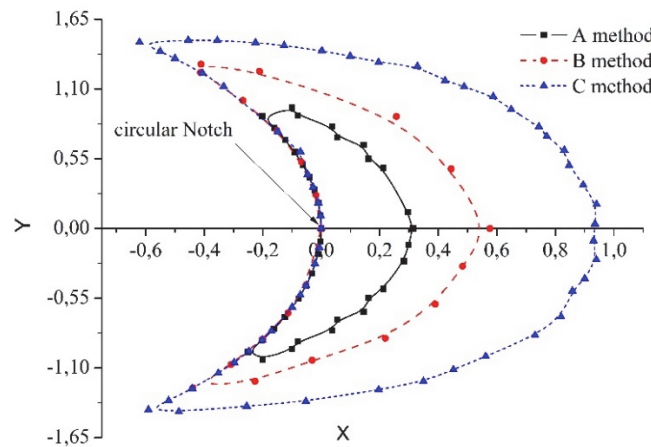 1,65
A method
B method
C method
1,10
circular Notch
0,55
Y
0,00
-0,6 -0,4 -0,2 0,0 0,2 0,4 0,6 0,8 1,0
-0,55
-1,10
-1,65
X